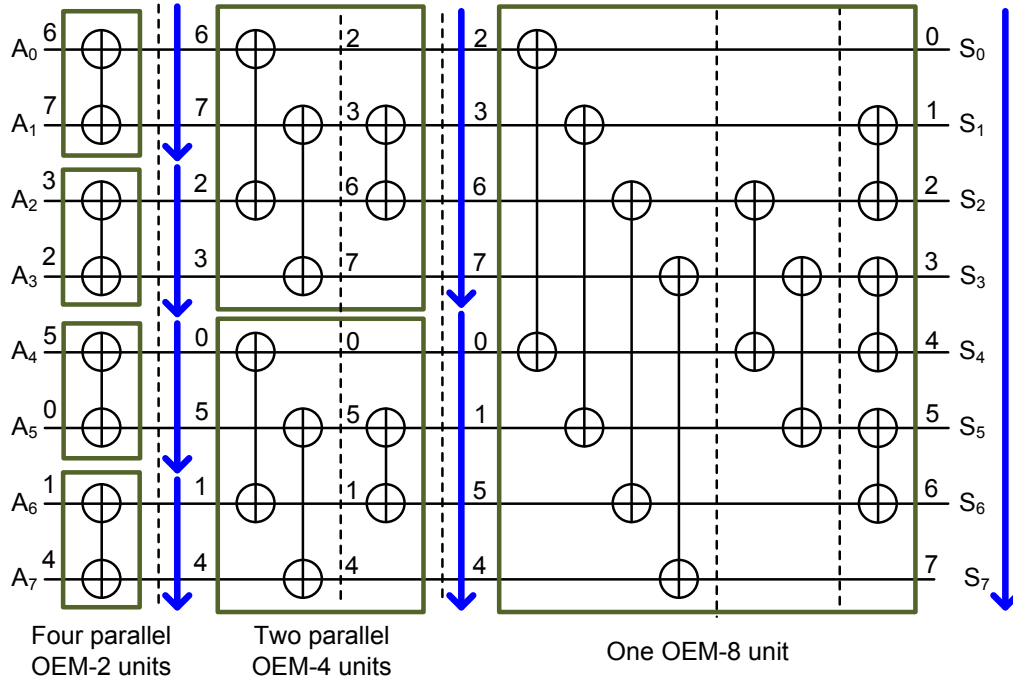 A0 6 6 2 2 0 S0
A1 7 7 3 3 1 S1
A2 3 2 6 6 2 S2
A3 2 3 7 7 3 S3
A4 5 0 0 0 4 S4
A5 0 5 5 1 5 S5
A6 1 1 1 5 6 S6
A7 4 4 4 4 7 S7
Four parallel
OEM-2 units
Two parallel
OEM-4 units
One OEM-8 unit